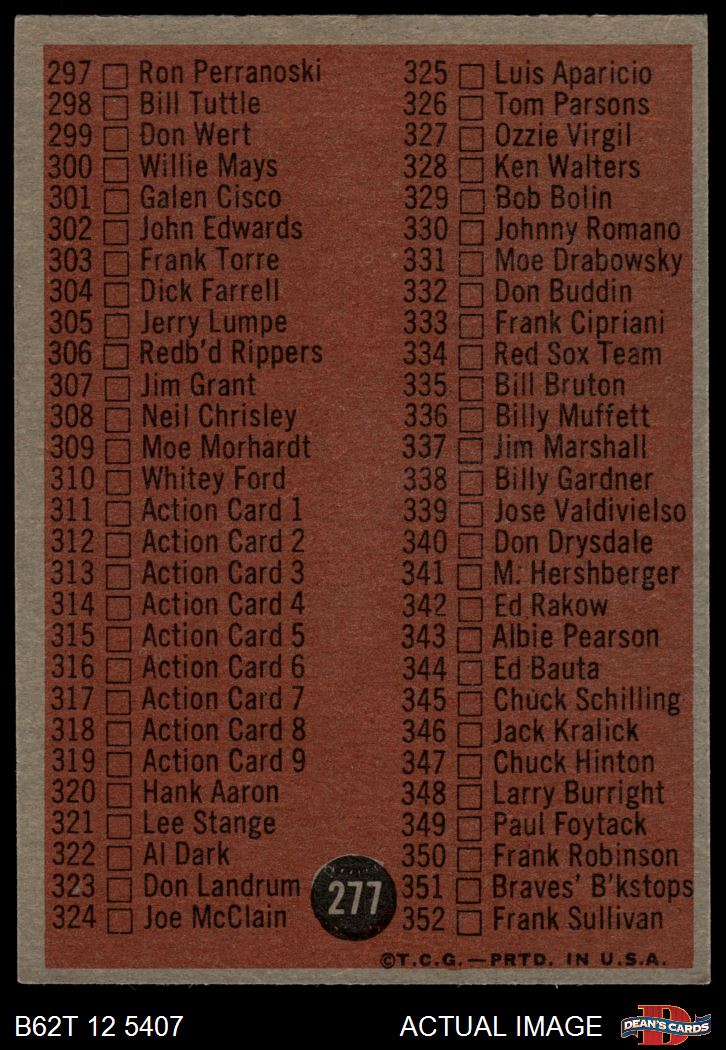 297 Ron Perranoski
298 Bill Tuttle
299 Don Wert
300 Willie Mays
301 Galen Cisco
302 John Edwards
303 Frank Torre
304 Dick Farrell
305 Jerry Lumpe
306 Redb'd Rippers
307 Jim Grant
308 Neil Chrisley
309 Moe Morhardt
310 Whitey Ford
311 Action Card 1
312 Action Card 2
313 Action Card 3
314 Action Card 4
315 Action Card 5
316 Action Card 6
317 Action Card 7
318 Action Card 8
319 Action Card 9
320 Hank Aaron
321 Lee Stange
322 Al Dark
323 Don Landrum
324 Joe McClain
277
325 Luis Aparicio
326 Tom Parsons
327 Ozzie Virgil
328 Ken Walters
329 Bob Bolin
330 Johnny Romano
331 Moe Drabowsky
332 Don Buddin
333 Frank Cipriani
334 Red Sox Team
335 Bill Bruton
336 Billy Muffett
337 Jim Marshall
338 Billy Gardner
339 Jose Valdivielso
340 Don Drysdale
341 M. Hershberger
342 Ed Rakow
343 Albie Pearson
344 Ed Bauta
345 Chuck Schilling
346 Jack Kralick
347 Chuck Hinton
348 Larry Burright
349 Paul Foytack
350 Frank Robinson
351 Braves' B'kstops
352 Frank Sullivan
©T.C.G.—PRTD. IN U.S.A.
B62T 12 5407
ACTUAL IMAGE
D
DEAN'S CARDS